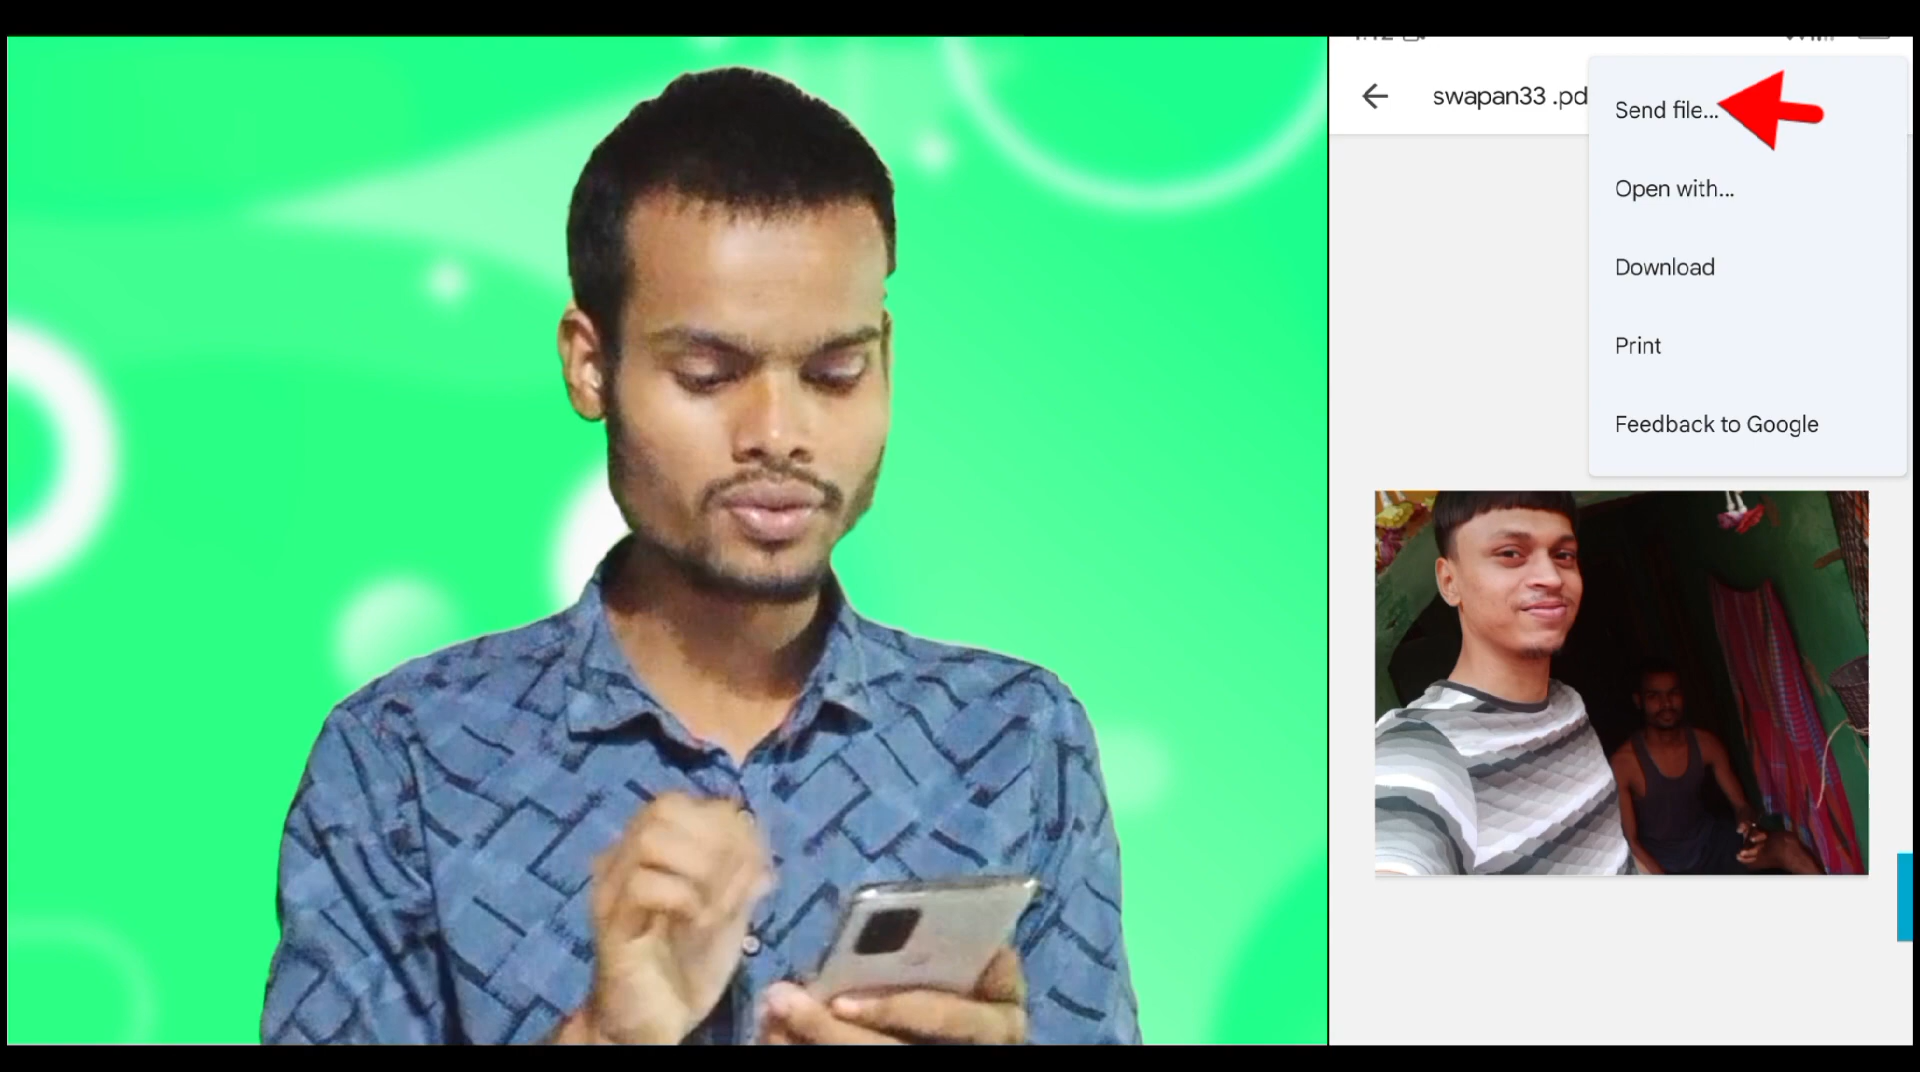 swapan33 .pd
Send file...
Open with...
Download
Print
Feedback to Google